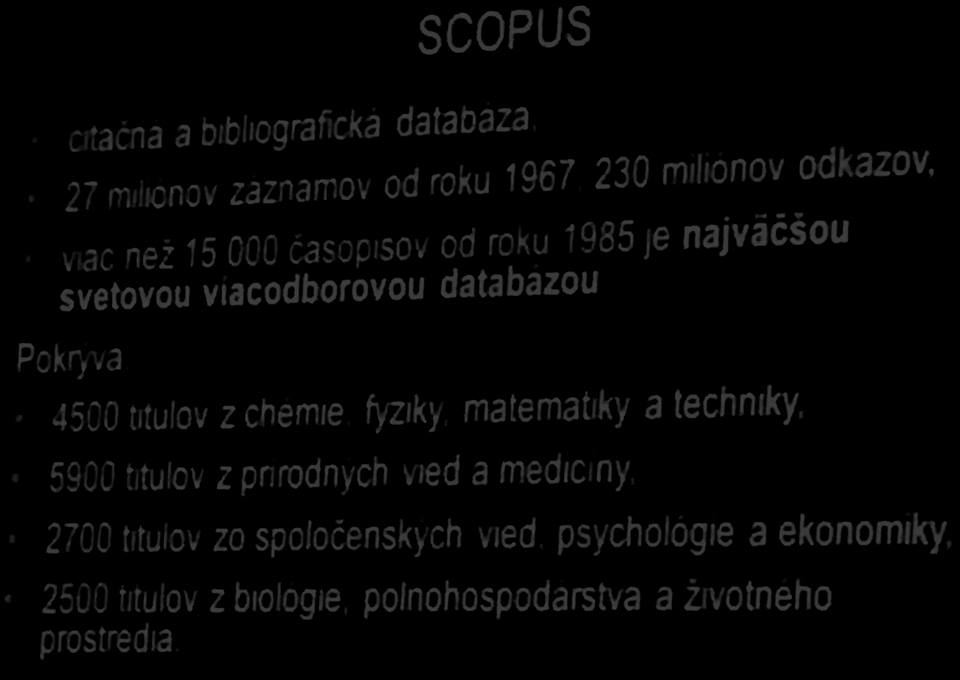 SCOPUS
• citačná a bibliografická databáza,
• 27 miliónov záznamov od roku 1967, 230 miliónov odkazov,
• viac než 15 000 časopisov od roku 1985 je najväčšou
svetovou viacodborovou databázou
Pokrýva
• 4500 titulov z chémie, fyziky, matematiky a techniky,
• 5900 titulov z prírodných vied a medicíny,
• 2700 titulov zo spoločenských vied, psychológie a ekonomiky,
• 2500 titulov z biológie, polnohospodárstva a životného
prostredia.